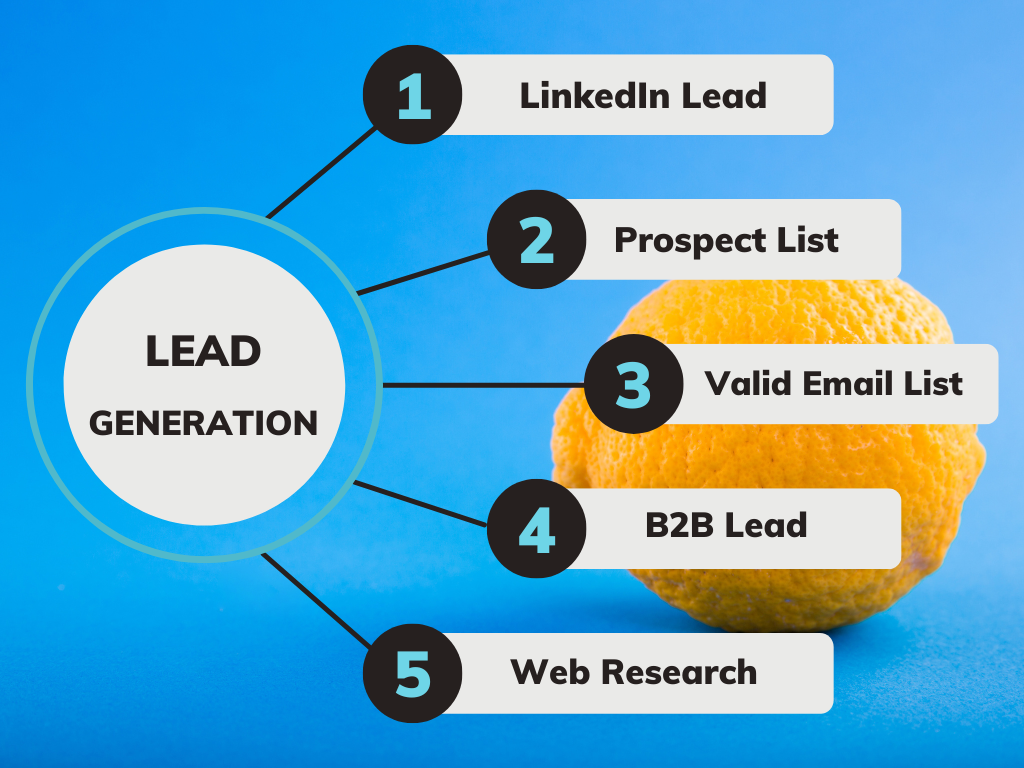 LEAD
GENERATION
1
LinkedIn Lead
2
Prospect List
3
Valid Email List
4
B2B Lead
5
Web Research